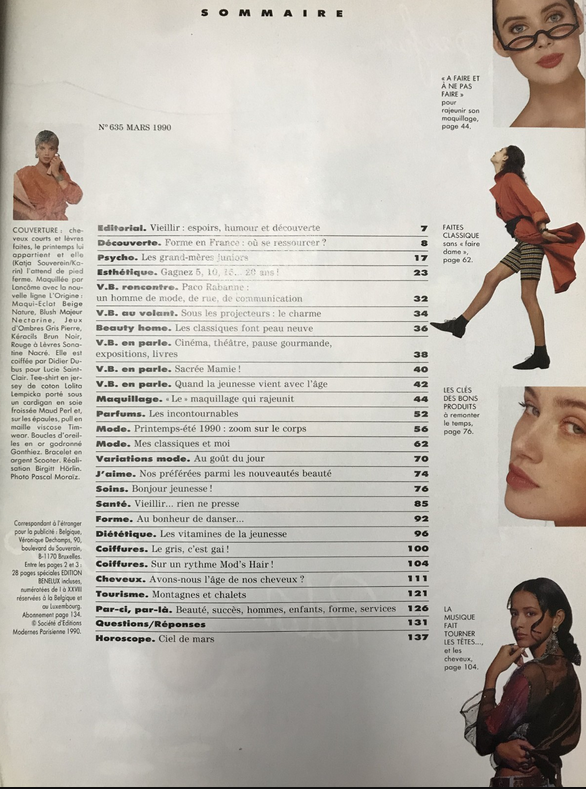 SOMMAIRE
« A FAIRE ET
À NE PAS
FAIRE »
pour
rajeunir son
maquillage,
page 44.
N° 635 MARS 1990
COUVERTURE : che-
veux courts et lèvres
faites, le printemps lui
appartient et elle
(Katja Souverein/Ka-
rin) l'attend de pied
ferme. Maquillée par
Lancôme avec la nou-
velle ligne L'Origine :
Maqui-Eclat Beige
Nature, Blush Majeur
Nectarine, Jeux
d'Ombres Gris Pierre,
Kéracils Brun Noir,
Rouge à Lèvres Sona-
tine Nacré. Elle est
coiffée par Didier Du-
bus pour Lucie Saint-
Clair. Tee-shirt en jer-
sey de coton Lolita
Lempicka porté sous
un cardigan en soie
froissée Maud Perl et,
sur les épaules, pull en
maille viscose Tim-
wear. Boucles d'oreil-
les en or godronné
Gonthiez. Bracelet en
argent Scooter. Réali-
sation Birgitt Hörlin.
Photo Pascal Moraiz.
Correspondant à l'étranger
pour la publicité : Belgique,
Véronique Dechamps, 90,
boulevard du Souverain,
B-1170 Bruxelles.
Entre les pages 2 et 3 :
28 pages spéciales EDITION
BENELUX incluses,
numérotées de I à XXVIII
réservées à la Belgique et
au Luxembourg.
Abonnement page 134.
© Société d'Editions
Modernes Parisienne 1990.
Editorial. Vieillir : espoirs, humour et découverte 7
Découverte. Forme en France : où se ressourcer ? 8
Psycho. Les grand-mères juniors 17
Esthétique. Gagnez 5, 10, 15... 20 ans ! 23
V.B. rencontre. Paco Rabanne :
un homme de mode, de rue, de communication 32
V.B. au volant. Sous les projecteurs : le charme 34
Beauty home. Les classiques font peau neuve 36
V.B. en parle. Cinéma, théâtre, pause gourmande,
expositions, livres 38
V.B. en parle. Sacrée Mamie ! 40
V.B. en parle. Quand la jeunesse vient avec l'âge 42
Maquillage. « Le » maquillage qui rajeunit 44
Parfums. Les incontournables 52
Mode. Printemps-été 1990 : zoom sur le corps 56
Mode. Mes classiques et moi 62
Variations mode. Au goût du jour 70
J'aime. Nos préférées parmi les nouveautés beauté 74
Soins. Bonjour jeunesse ! 76
Santé. Vieillir... rien ne presse 85
Forme. Au bonheur de danser... 92
Diététique. Les vitamines de la jeunesse 96
Coiffures. Le gris, c'est gai ! 100
Coiffures. Sur un rythme Mod's Hair ! 104
Cheveux. Avons-nous l'âge de nos cheveux ? 111
Tourisme. Montagnes et chalets 121
Par-ci, par-là. Beauté, succès, hommes, enfants, forme, services 126
Questions/Réponses 131
Horoscope. Ciel de mars 137
FAITES
CLASSIQUE
sans « faire
dame »,
page 62.
LES CLÉS
DES BONS
PRODUITS
à remonter
le temps,
page 76.
LA
MUSIQUE
FAIT
TOURNER
LES TÊTES...,
et les
cheveux,
page 104.